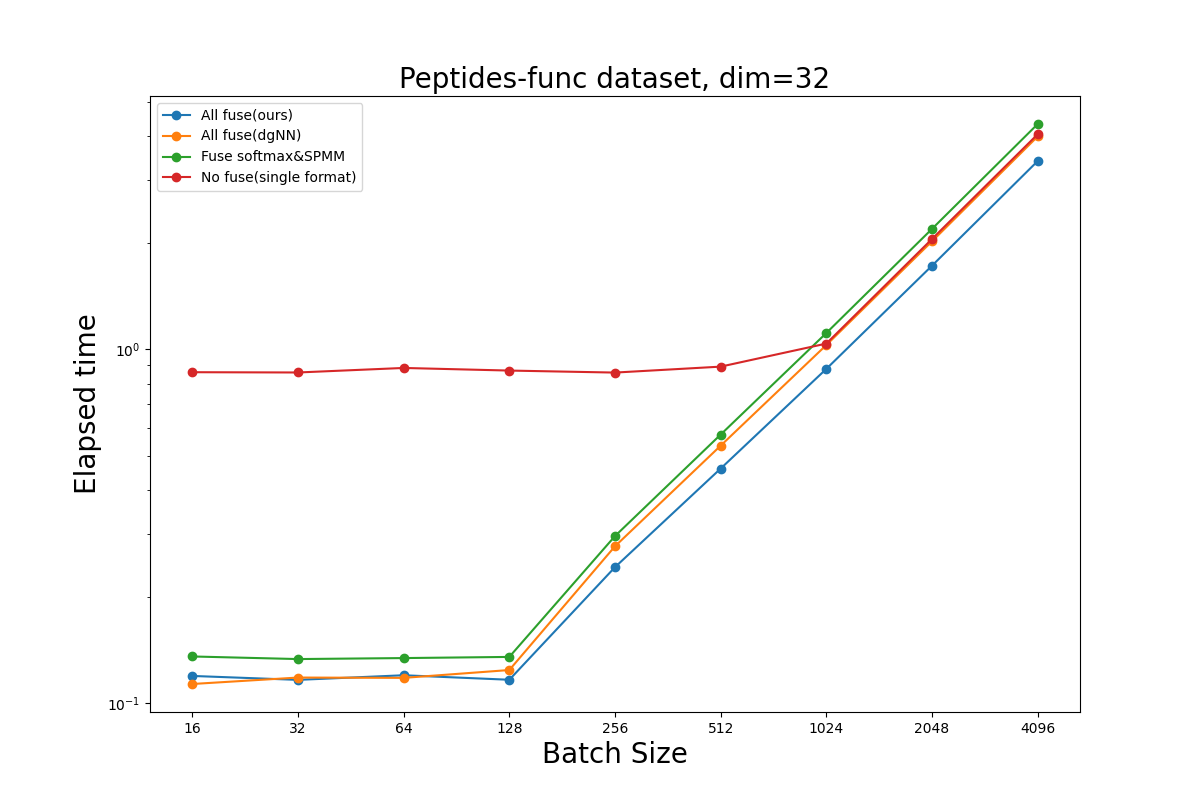 Peptides-func dataset, dim=32
All fuse(ours)
All fuse(dgNN)
Fuse softmax&SPMM
No fuse(single format)
Elapsed time
10⁰
10⁻¹
16 32 64 128 256 512 1024 2048 4096
Batch Size